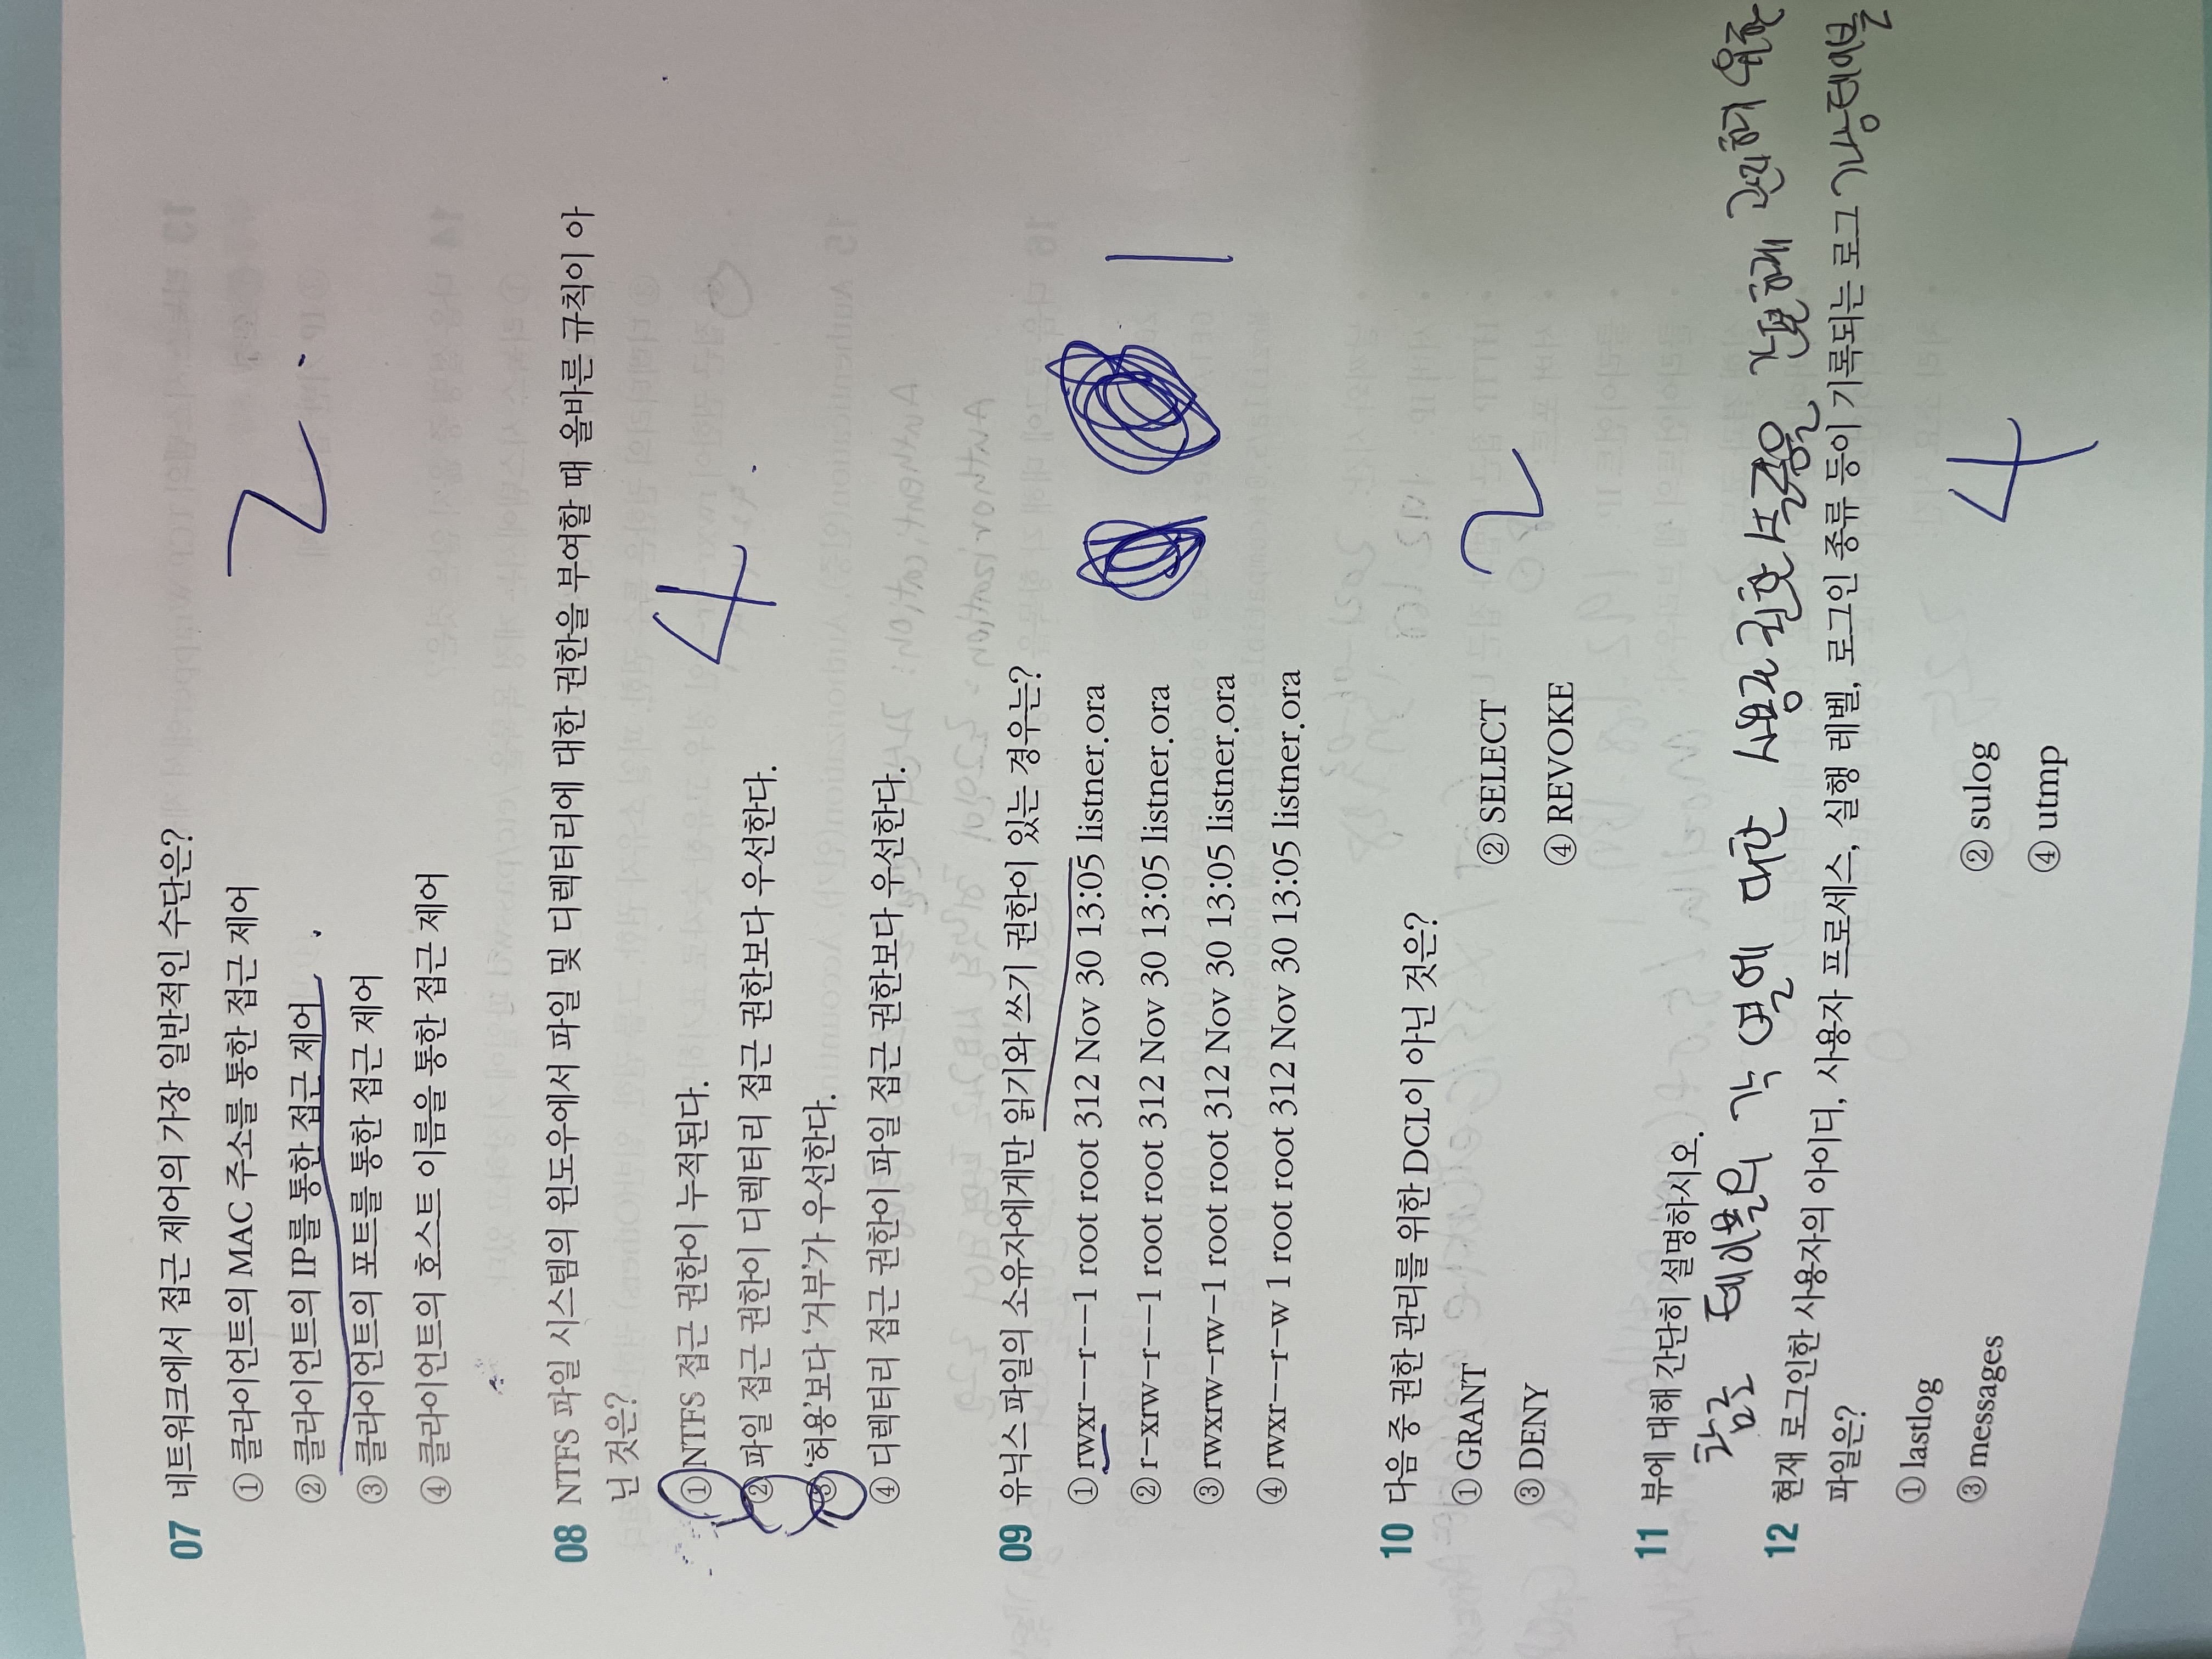 07 네트워크에서 접근 제어의 가장 일반적인 수단은?
① 클라이언트의 MAC 주소를 통한 접근 제어
② 클라이언트의 IP를 통한 접근 제어
③ 클라이언트의 포트를 통한 접근 제어
④ 클라이언트의 호스트 이름을 통한 접근 제어
2.
08 NTFS 파일 시스템의 윈도우에서 파일 및 디렉터리에 대한 권한을 부여할 때 올바른 규칙이 아
닌 것은?
① NTFS 접근 권한이 누적된다.
② 파일 접근 권한이 디렉터리 접근 권한보다 우선한다.
③ '허용'보다 '거부'가 우선한다.
④ 디렉터리 접근 권한이 파일 접근 권한보다 우선한다.
4.
09 유닉스 파일의 소유자에게만 읽기와 쓰기 권한이 있는 경우는?
① rwxr--r--1 root root 312 Nov 30 13:05 listner.ora
② r-xrw-r--1 root root 312 Nov 30 13:05 listner.ora
③ rwxrw-rw-1 root root 312 Nov 30 13:05 listner.ora
④ rwxr--r-w 1 root root 312 Nov 30 13:05 listner.ora
1
10 다음 중 권한 관리를 위한 DCL이 아닌 것은?
① GRANT
② SELECT
③ DENY
④ REVOKE
2
11 뷰에 대해 간단히 설명하시오.
참조 테이블의 각 열에 대한 사용자 권한 설정을 간편하게 관리하기 위한
가상테이블
12 현재 로그인한 사용자의 아이디, 사용자 프로세스, 실행 레벨, 로그인 종류 등이 기록되는 로그
파일은?
① lastlog
② sulog
③ messages
④ utmp
4